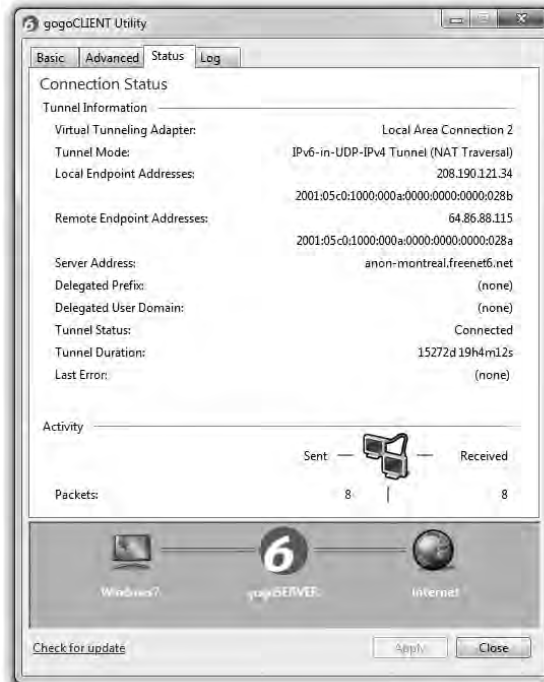 gogoCLIENT Utility
Basic Advanced Status Log
Connection Status
Tunnel Information
Virtual Tunneling Adapter: Local Area Connection 2
Tunnel Mode: IPv6-in-UDP-IPv4 Tunnel (NAT Traversal)
Local Endpoint Addresses: 208.190.121.34
2001:05c0:1000:000a:0000:0000:0000:028b
Remote Endpoint Addresses: 64.86.88.115
2001:05c0:1000:000a:0000:0000:0000:028a
Server Address: anon-montreal.freenet6.net
Delegated Prefix: (none)
Delegated User Domain: (none)
Tunnel Status: Connected
Tunnel Duration: 15272d 19h4m12s
Last Error: (none)
Activity
Sent Received
Packets: 8 8
6
Windows7 gogoSERVER Internet
Check for update Apply Close